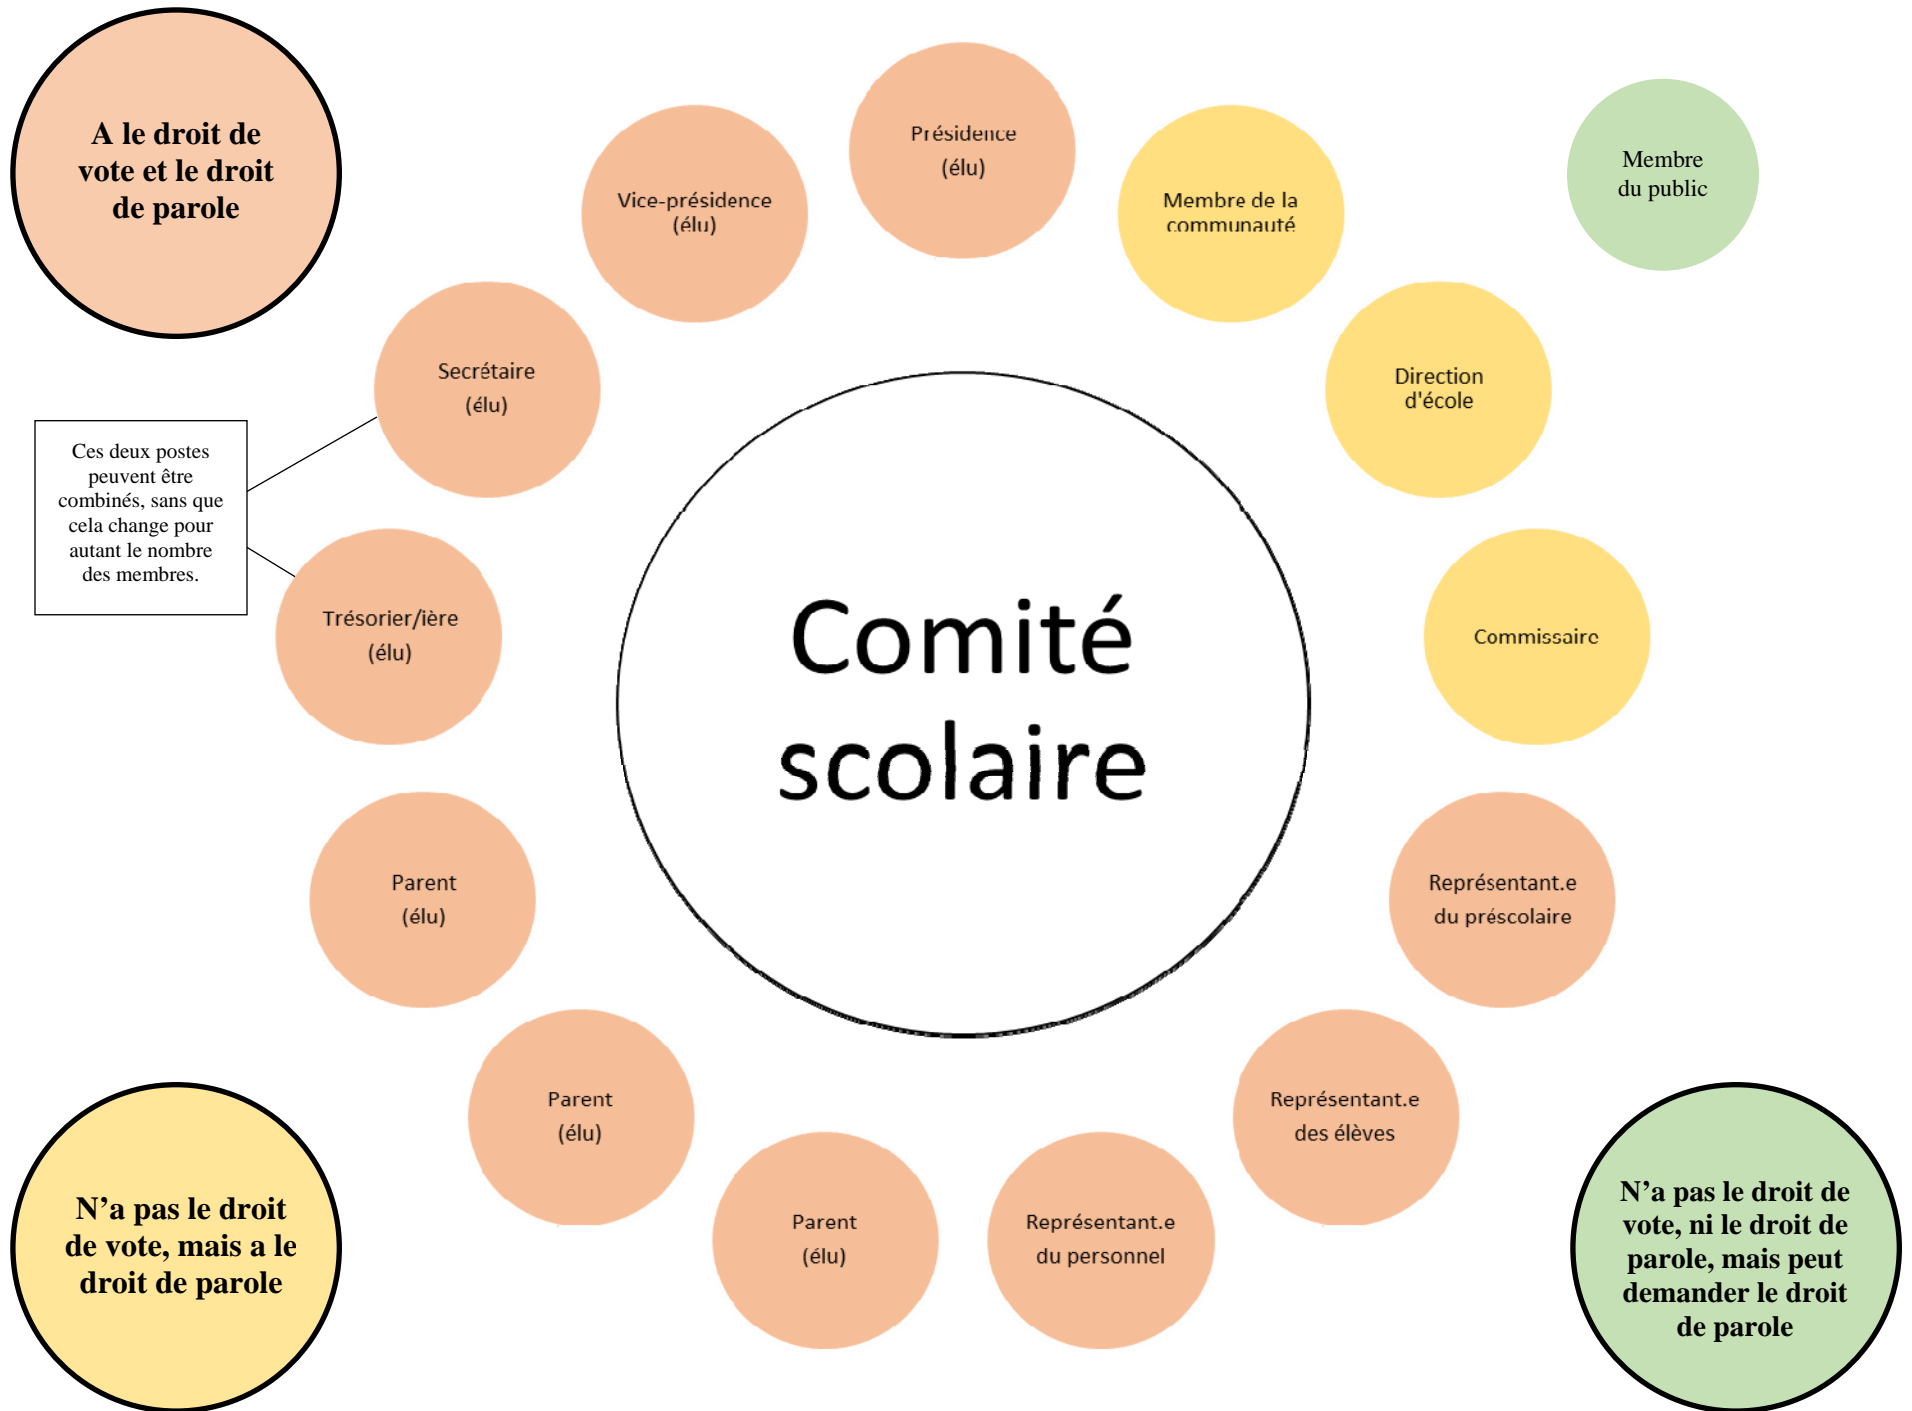 A le droit de
vote et le droit
de parole
Présidence
(élu)
Vice-présidence
(élu)
Membre de la
communauté
Membre
du public
Secrétaire
(élu)
Direction
d'école
Ces deux postes
peuvent être
combinés, sans que
cela change pour
autant le nombre
des membres.
Trésorier/ière
(élu)
Comité
scolaire
Commissaire
Parent
(élu)
Représentant.e
du préscolaire
Parent
(élu)
Représentant.e
des élèves
Parent
(élu)
Représentant.e
du personnel
N’a pas le droit
de vote, mais a le
droit de parole
N’a pas le droit de
vote, ni le droit de
parole, mais peut
demander le droit
de parole